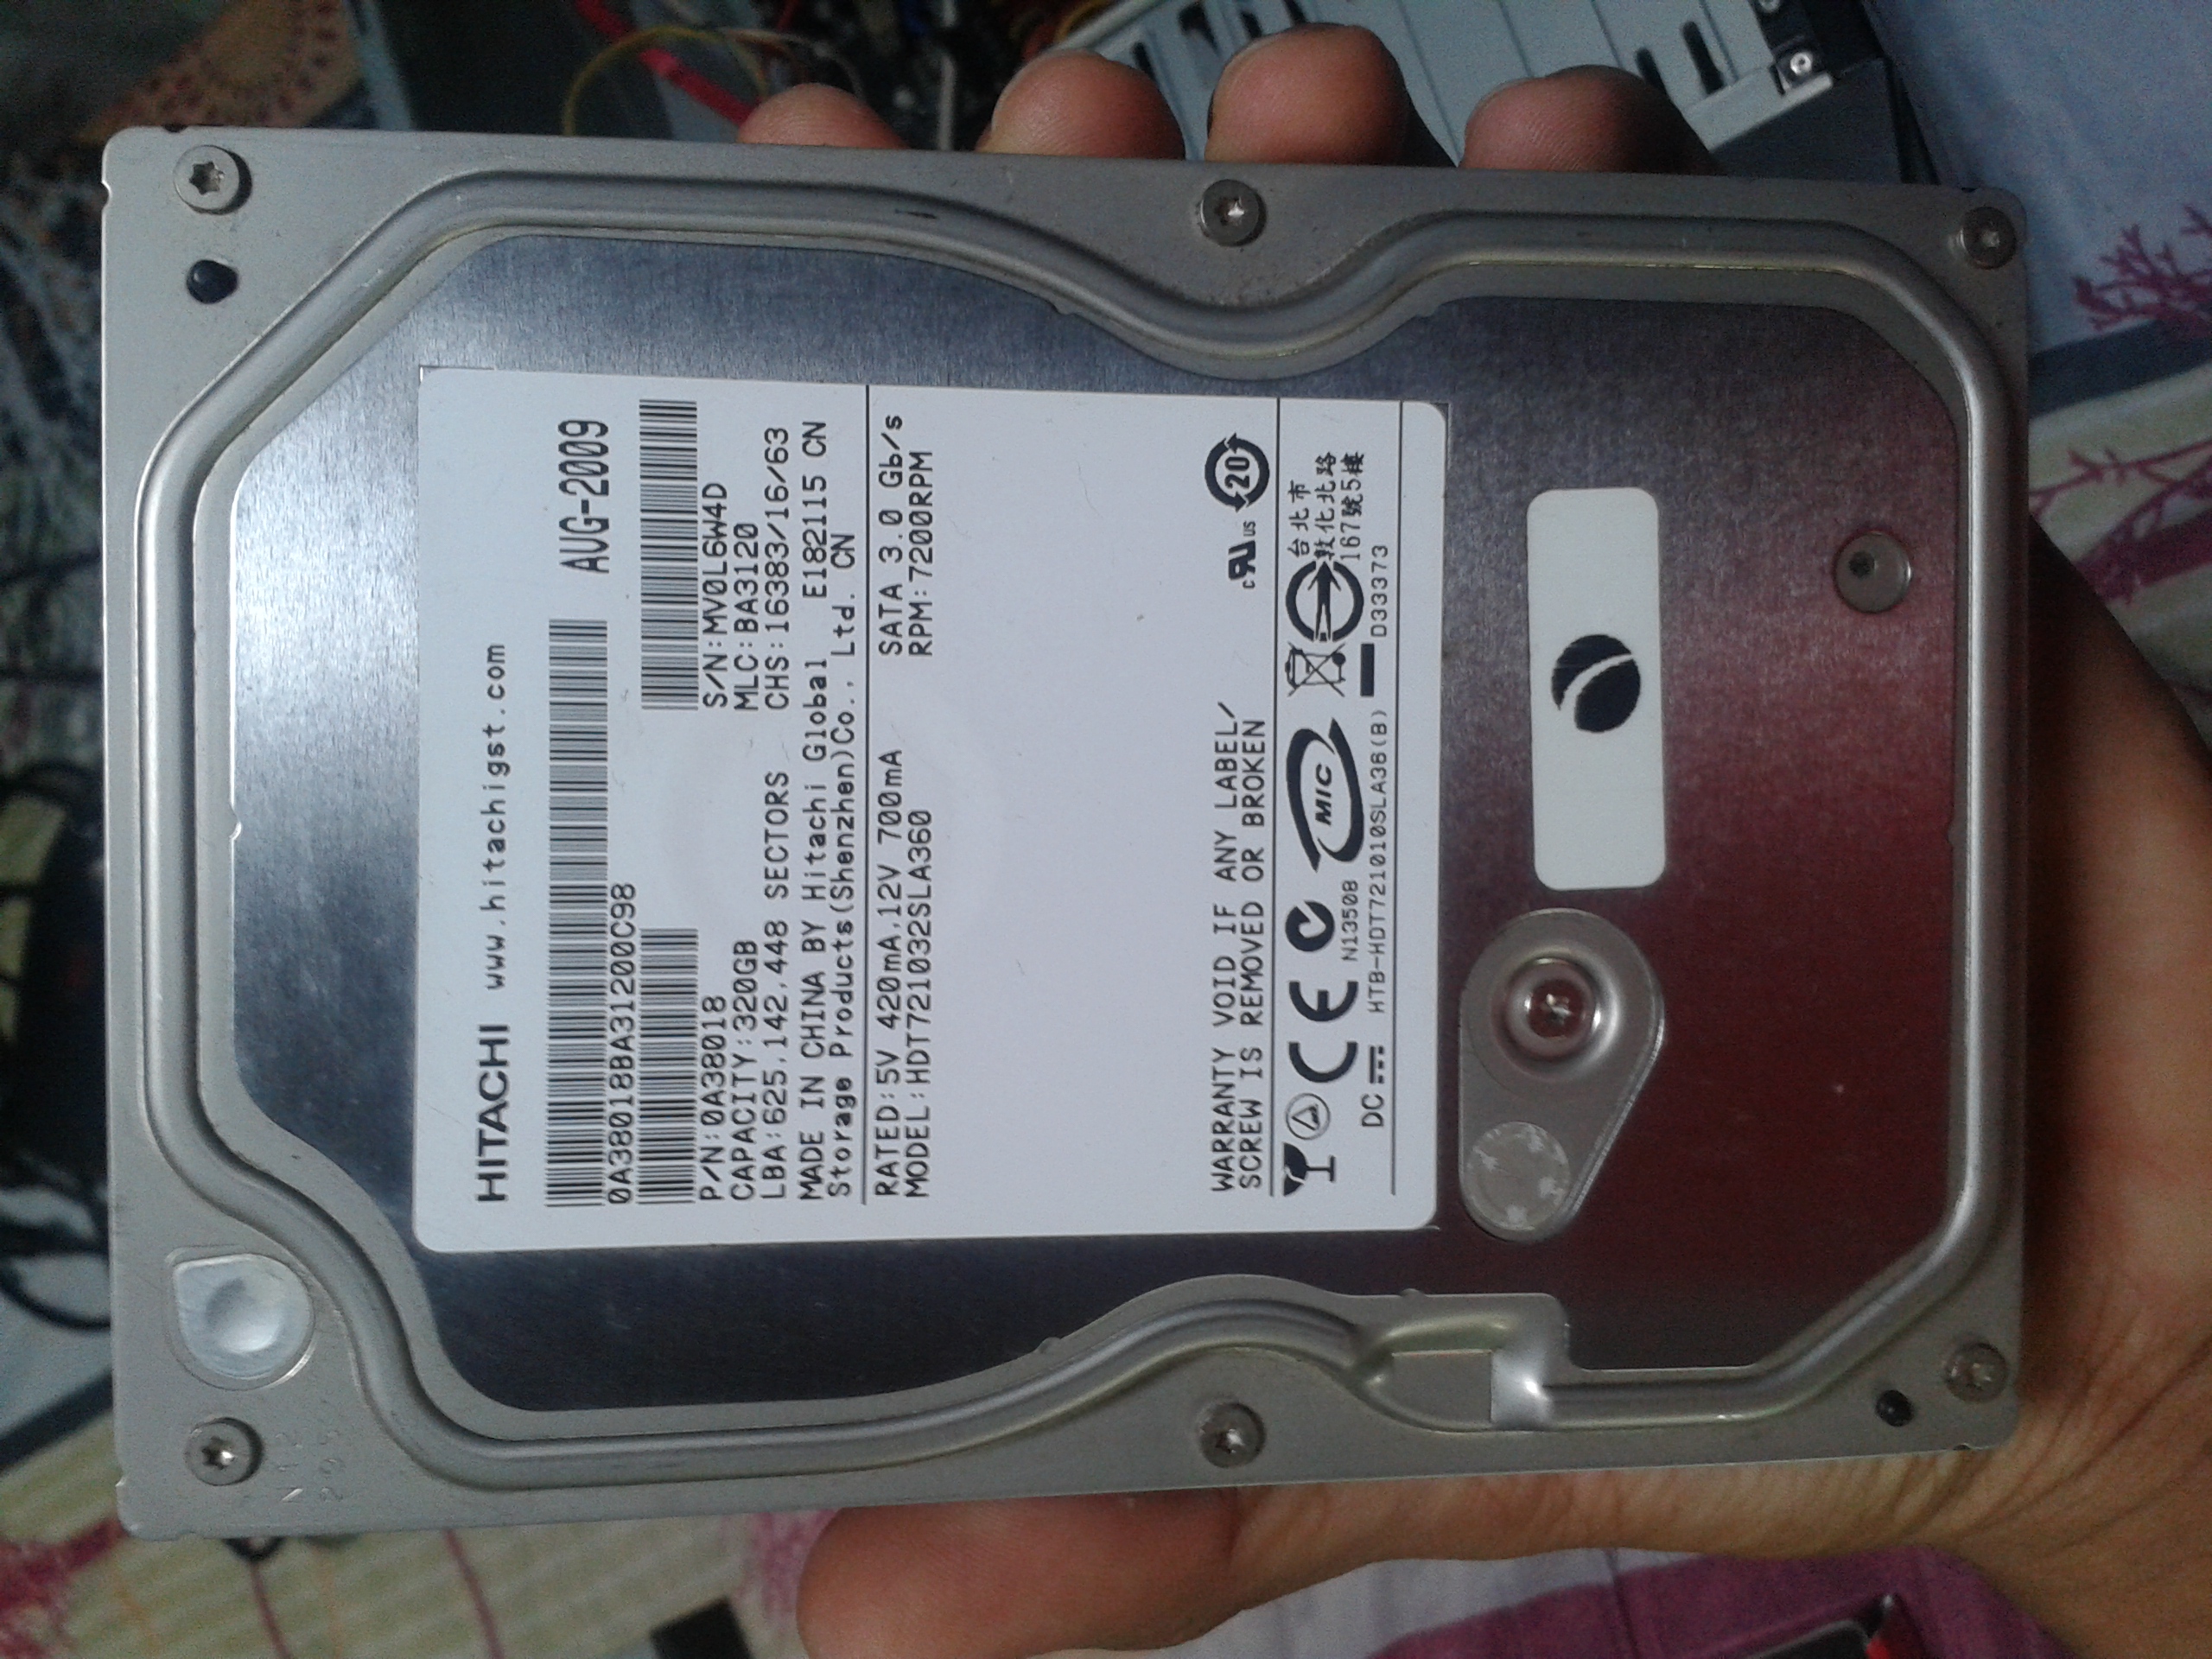 HITACHI www.hitachigst.com
AUG-2009
0A38018BA31200C98
P/N:0A38018 S/N:MV0L6W4D
CAPACITY:320GB MLC:BA3120
LBA:625,142,448 SECTORS CHS:16383/16/63
MADE IN CHINA BY Hitachi Global E182115 CN
Storage Products(Shenzhen)Co., Ltd. CN
RATED:5V 420mA,12V 700mA SATA 3.0 Gb/s
MODEL:HDT721032SLA360 RPM:7200RPM
WARRANTY VOID IF ANY LABEL/
SCREW IS REMOVED OR BROKEN
c UR US 20
CE MIC 台北市
敦化北路
N13508 167號5樓
DC HTB-HDT721010SLA36(B) D33373